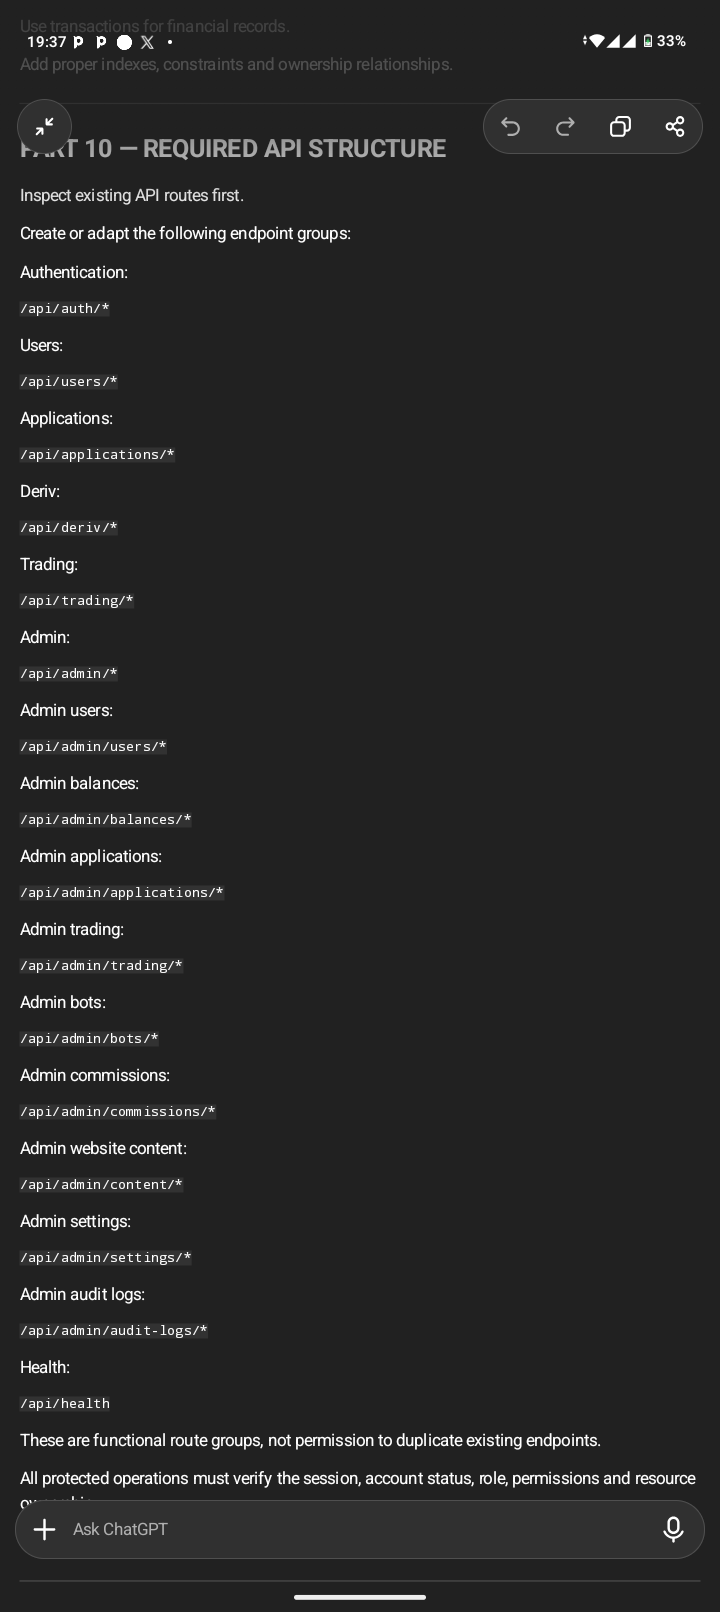 Use transactions for financial records.
19:37
33%
Add proper indexes, constraints and ownership relationships.
PART 10 — REQUIRED API STRUCTURE
Inspect existing API routes first.
Create or adapt the following endpoint groups:
Authentication:
/api/auth/*
Users:
/api/users/*
Applications:
/api/applications/*
Deriv:
/api/deriv/*
Trading:
/api/trading/*
Admin:
/api/admin/*
Admin users:
/api/admin/users/*
Admin balances:
/api/admin/balances/*
Admin applications:
/api/admin/applications/*
Admin trading:
/api/admin/trading/*
Admin bots:
/api/admin/bots/*
Admin commissions:
/api/admin/commissions/*
Admin website content:
/api/admin/content/*
Admin settings:
/api/admin/settings/*
Admin audit logs:
/api/admin/audit-logs/*
Health:
/api/health
These are functional route groups, not permission to duplicate existing endpoints.
All protected operations must verify the session, account status, role, permissions and resource
Ask ChatGPT